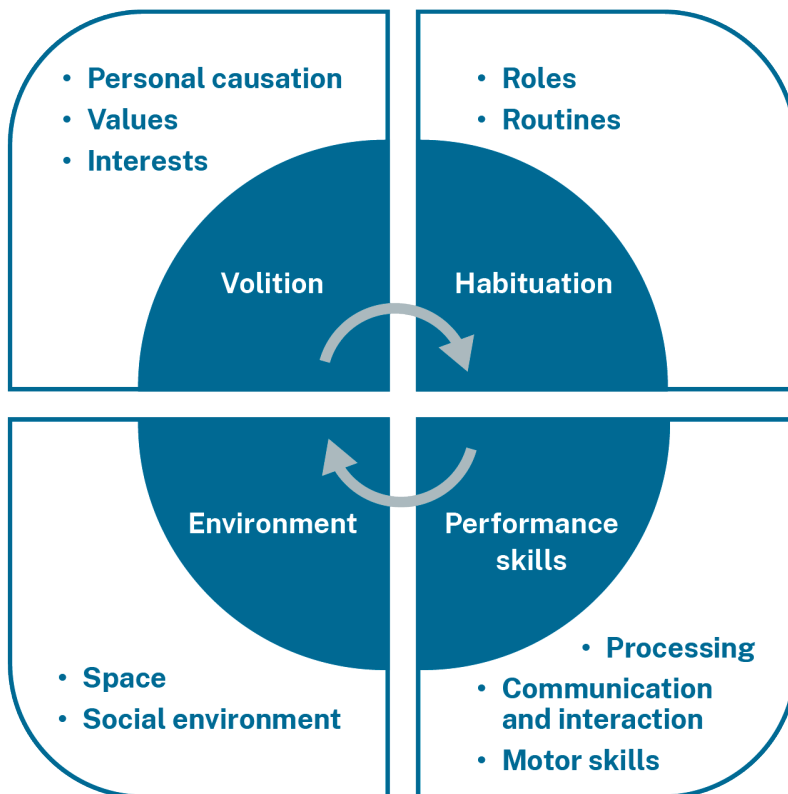 • Personal causation
• Values
• Interests
Volition
• Roles
• Routines
Habituation
Environment
• Space
• Social environment
Performance
skills
• Processing
• Communication
and interaction
• Motor skills